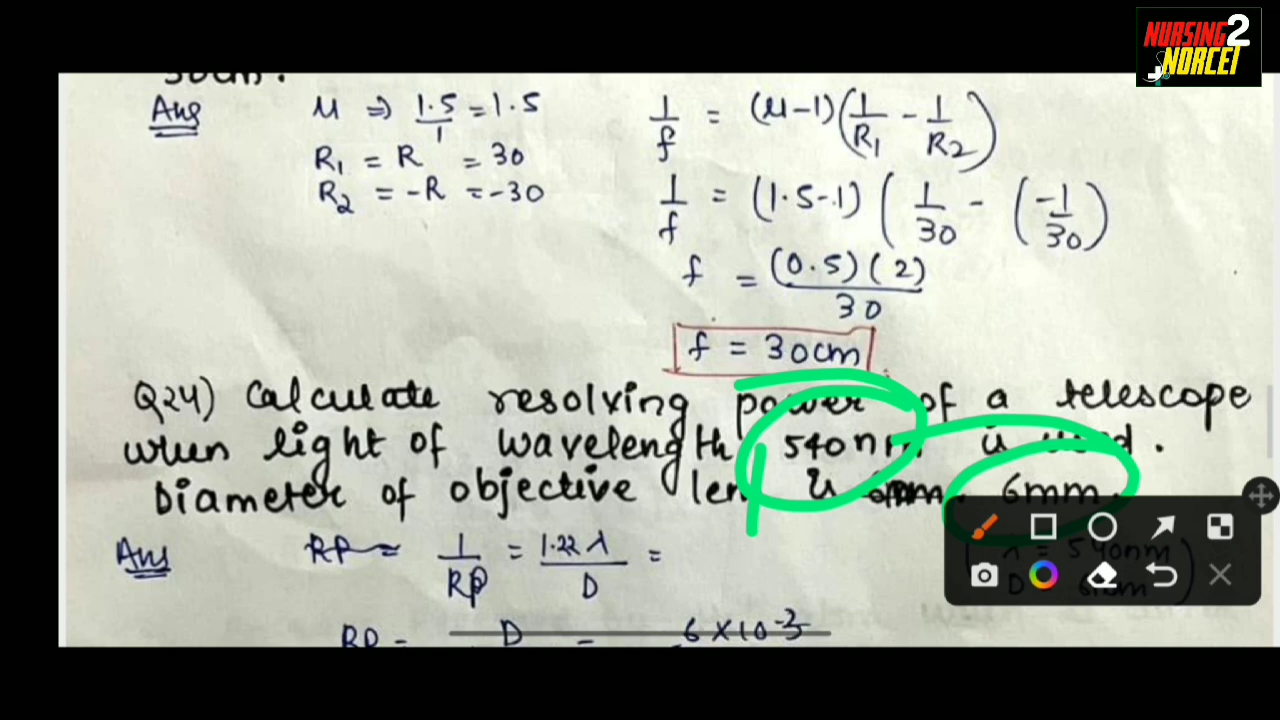 NURSING 2
NORCET
30cm.
Ans
μ ⇒ 1.5/1 = 1.5
R1 = R = 30
R2 = -R = -30
1/f = (μ-1)(1/R1 - 1/R2)
1/f = (1.5-1)(1/30 - (-1/30)
f = (0.5)(2)/30
f = 30cm
Q24) Calculate resolving power of a telescope
when light of wavelength 540nm is used.
Diameter of objective lens is 6mm.
Ans
RP = 1/RP = 1.22λ/D =
λ = 540nm
D 6mm
RP = D = 6×10-3